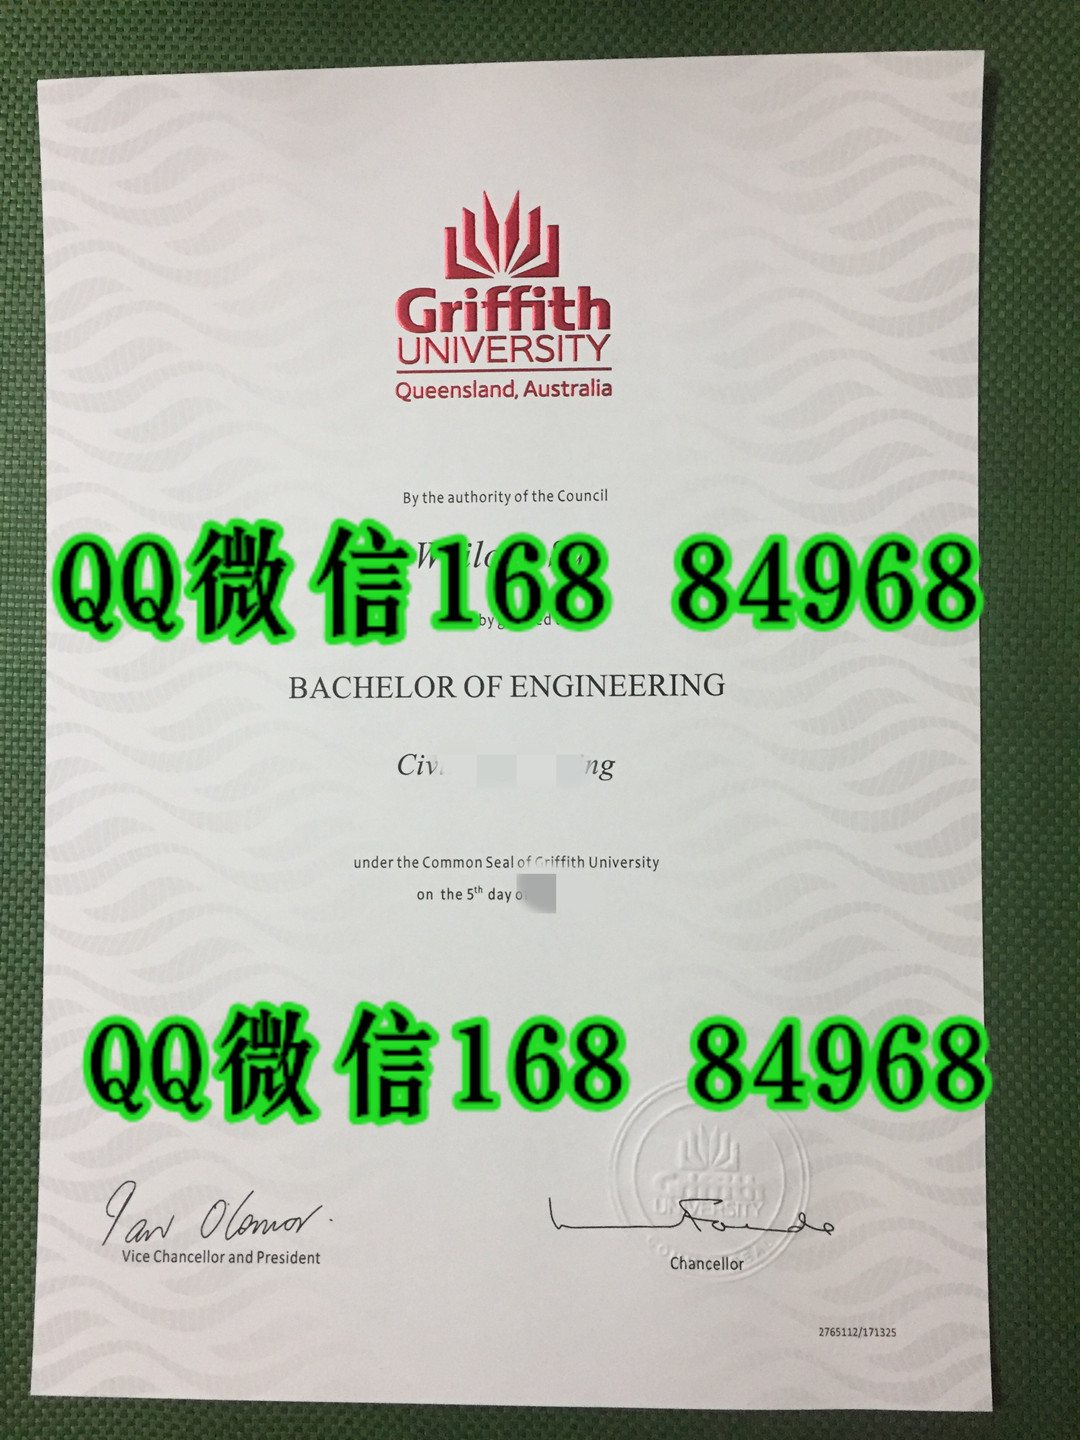 Griffith
UNIVERSITY
Queensland, Australia
By the authority of the Council
QQ微信168 84968
BACHELOR OF ENGINEERING
under the Common Seal of Griffith University
on the 5th day
QQ微信168 84968
Griffith
UNIVERSITY
Vice Chancellor and President
Chancellor
2765112/171325